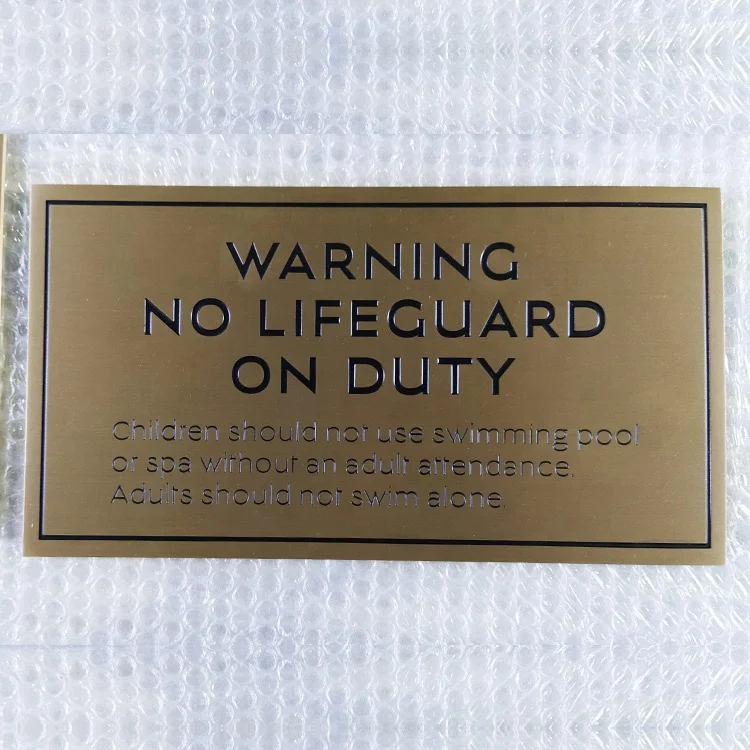 WARNING
NO LIFEGUARD
ON DUTY
Children should not use swimming pool
or spa without an adult attendance.
Adults should not swim alone.